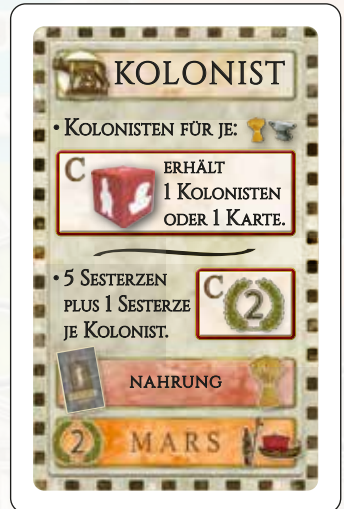 KOLONIST
• KOLONISTEN FÜR JE:
C
ERHÄLT
1 KOLONISTEN
ODER 1 KARTE.
• 5 SESTERZEN
PLUS 1 SESTERZE
JE KOLONIST.
C
2
NAHRUNG
2 MARS